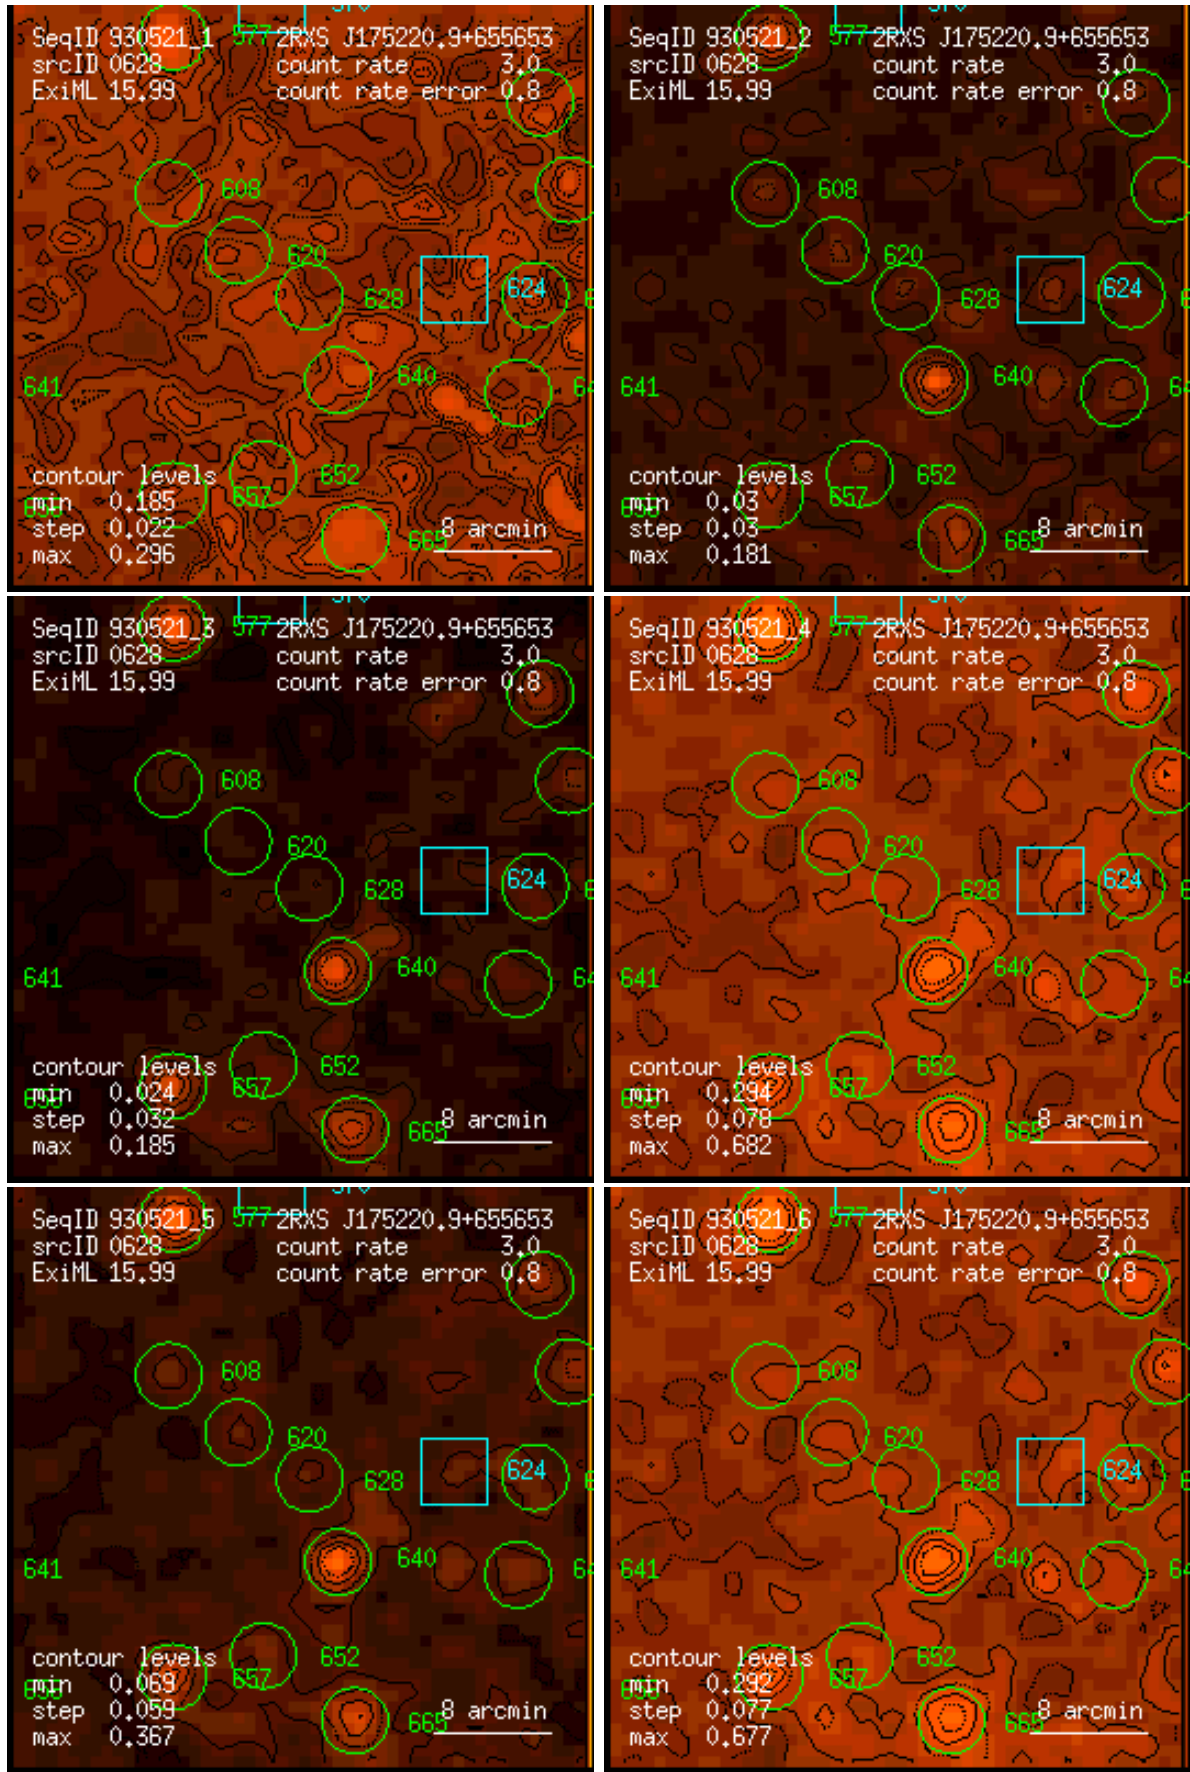 SeqID 930521_1 577 2RXS J175220.9+655653
srcID 0628 count rate 3.0
ExiML 15.99 count rate error 0.8
608
620
628 624
641 640
contour levels 652
min 0.185 657
step 0.022 665 8 arcmin
max 0.296
SeqID 930521_2 577 2RXS J175220.9+655653
srcID 0628 count rate 3.0
ExiML 15.99 count rate error 0.8
608
620
628 624
641 640
contour levels 652
min 0.03 657
step 0.03 665 8 arcmin
max 0.181
SeqID 930521_3 577 2RXS J175220.9+655653
srcID 0628 count rate 3.0
ExiML 15.99 count rate error 0.8
608
620
628 624
641 640
contour levels 652
min 0.024 657
step 0.032 665 8 arcmin
max 0.185
SeqID 930521_4 577 2RXS J175220.9+655653
srcID 0628 count rate 3.0
ExiML 15.99 count rate error 0.8
608
620
628 624
641 640
contour levels 652
min 0.294 657
step 0.078 665 8 arcmin
max 0.682
SeqID 930521_5 577 2RXS J175220.9+655653
srcID 0628 count rate 3.0
ExiML 15.99 count rate error 0.8
608
620
628 624
641 640
contour levels 652
min 0.069 657
step 0.059 665 8 arcmin
max 0.367
SeqID 930521_6 577 2RXS J175220.9+655653
srcID 0628 count rate 3.0
ExiML 15.99 count rate error 0.8
608
620
628 624
641 640
contour levels 652
min 0.292 657
step 0.077 665 8 arcmin
max 0.677